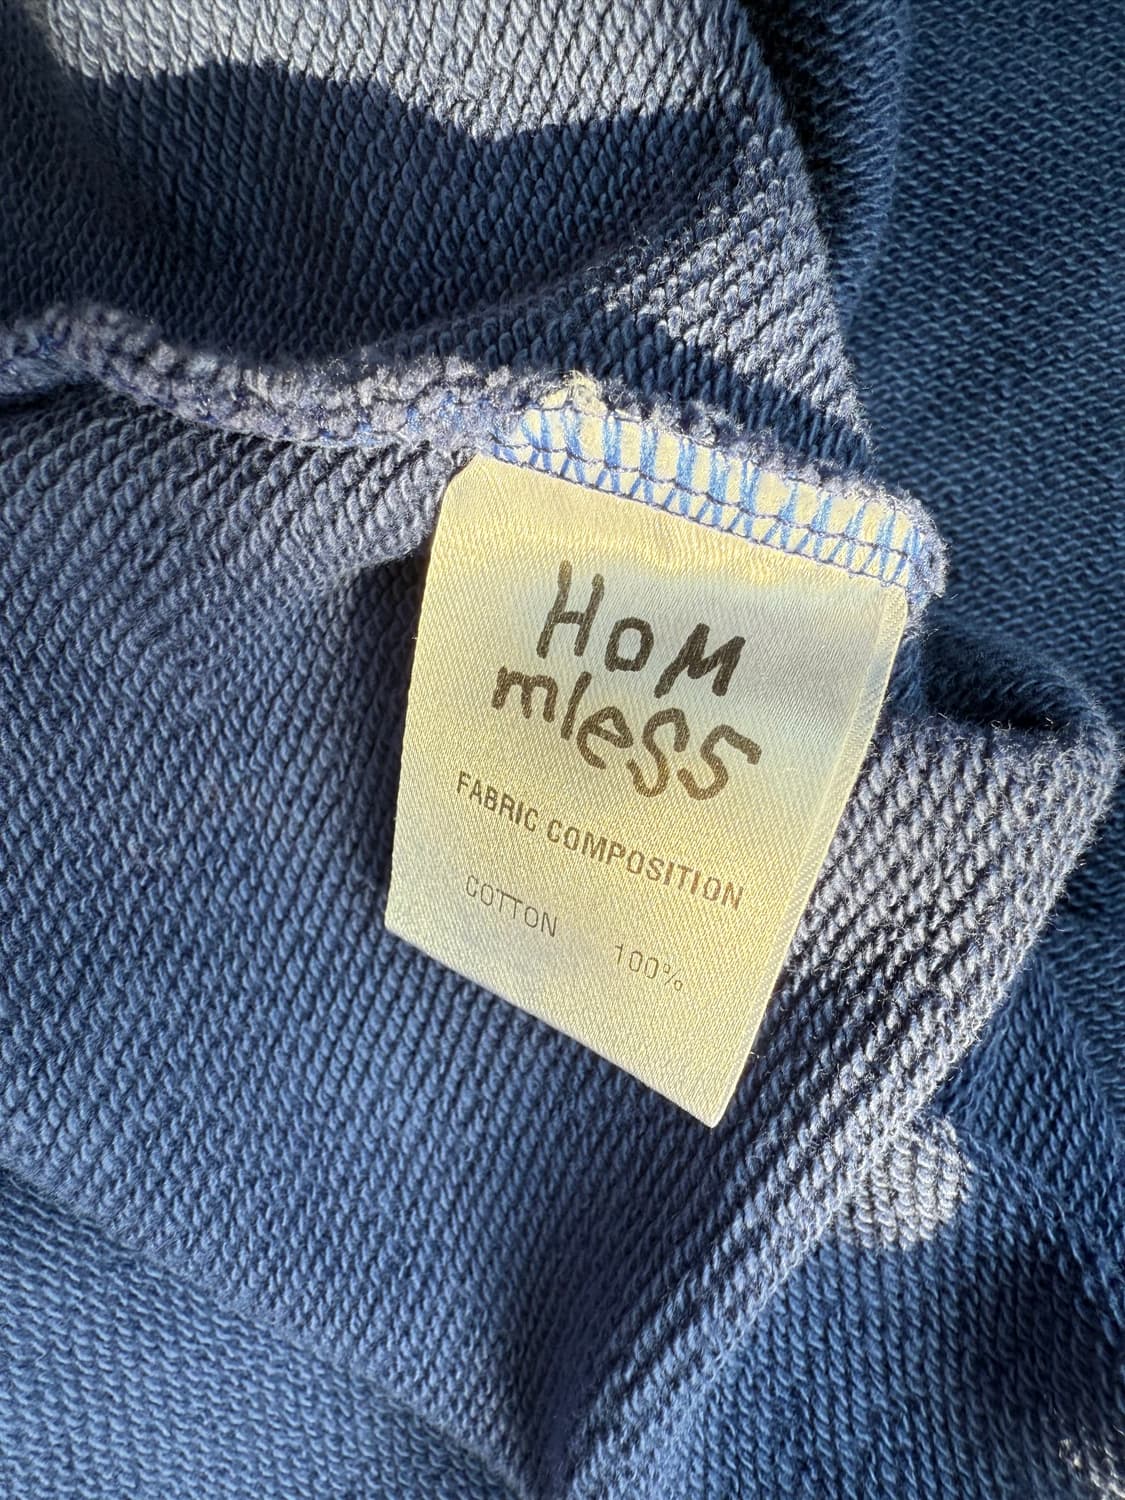 HoM
mless
FABRIC COMPOSITION
COTTON 100%